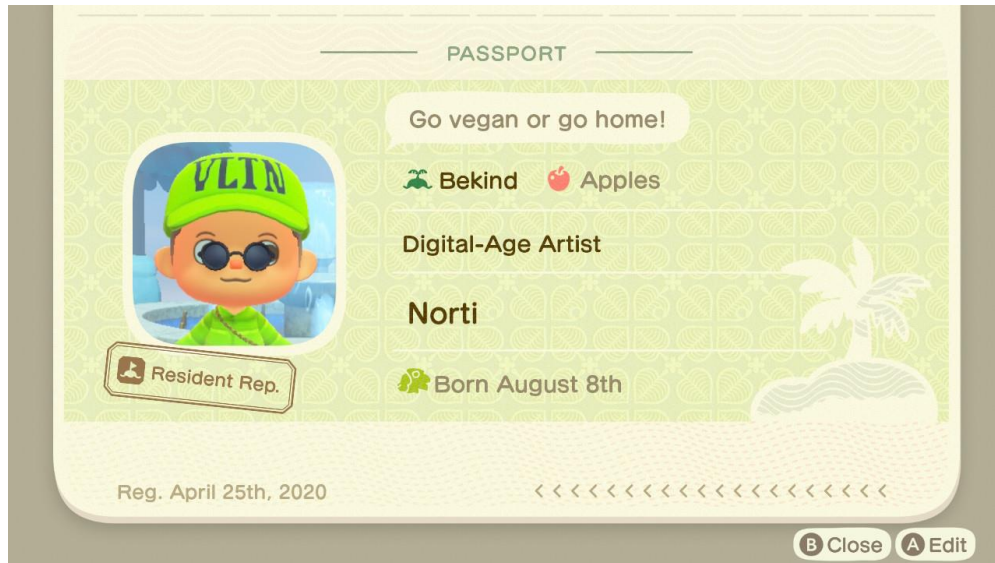 PASSPORT
Go vegan or go home!
Bekind Apples
Digital-Age Artist
Norti
Born August 8th
VLTN
Resident Rep.
Reg. April 25th, 2020 <<<<<<<<<<<<<<<<<<<<
B Close A Edit